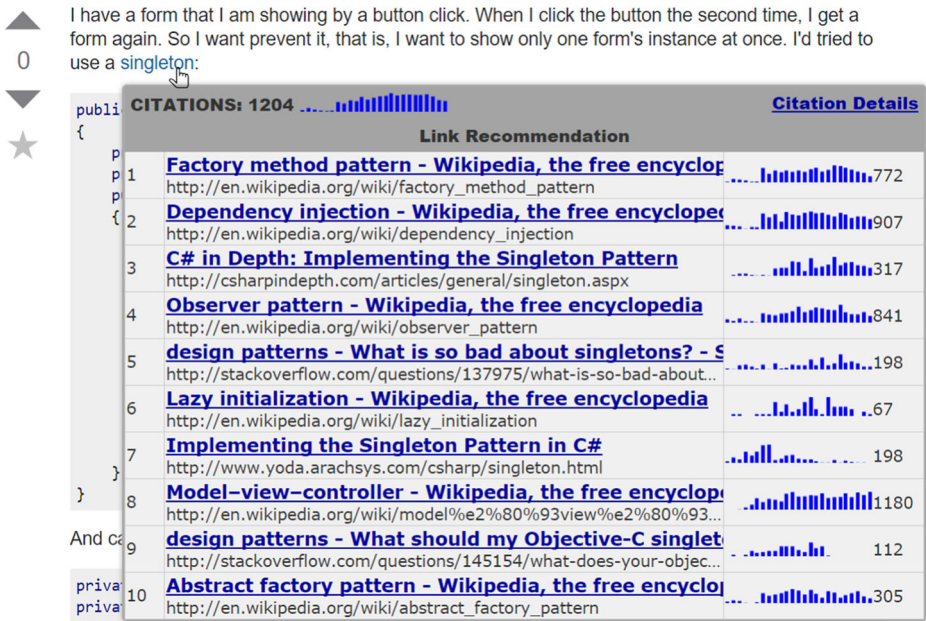 I have a form that I am showing by a button click. When I click the button the second time, I get a
form again. So I want prevent it, that is, I want to show only one form's instance at once. I'd tried to
0
use a singleton:
publi
{
p
p
pu
{
}
}
And ca
privat
privat
CITATIONS: 1204 Citation Details
Link Recommendation
1 Factory method pattern - Wikipedia, the free encyclop 772
http://en.wikipedia.org/wiki/factory_method_pattern
2 Dependency injection - Wikipedia, the free encycloped 907
http://en.wikipedia.org/wiki/dependency_injection
3 C# in Depth: Implementing the Singleton Pattern 317
http://csharpindepth.com/articles/general/singleton.aspx
4 Observer pattern - Wikipedia, the free encyclopedia 841
http://en.wikipedia.org/wiki/observer_pattern
5 design patterns - What is so bad about singletons? - S 198
http://stackoverflow.com/questions/137975/what-is-so-bad-about...
6 Lazy initialization - Wikipedia, the free encyclopedia 67
http://en.wikipedia.org/wiki/lazy_initialization
7 Implementing the Singleton Pattern in C# 198
http://www.yoda.arachsys.com/csharp/singleton.html
8 Model–view–controller - Wikipedia, the free encyclope 1180
http://en.wikipedia.org/wiki/model%e2%80%93view%e2%80%93...
9 design patterns - What should my Objective-C singlet 112
http://stackoverflow.com/questions/145154/what-does-your-objec...
10 Abstract factory pattern - Wikipedia, the free encyclop 305
http://en.wikipedia.org/wiki/abstract_factory_pattern